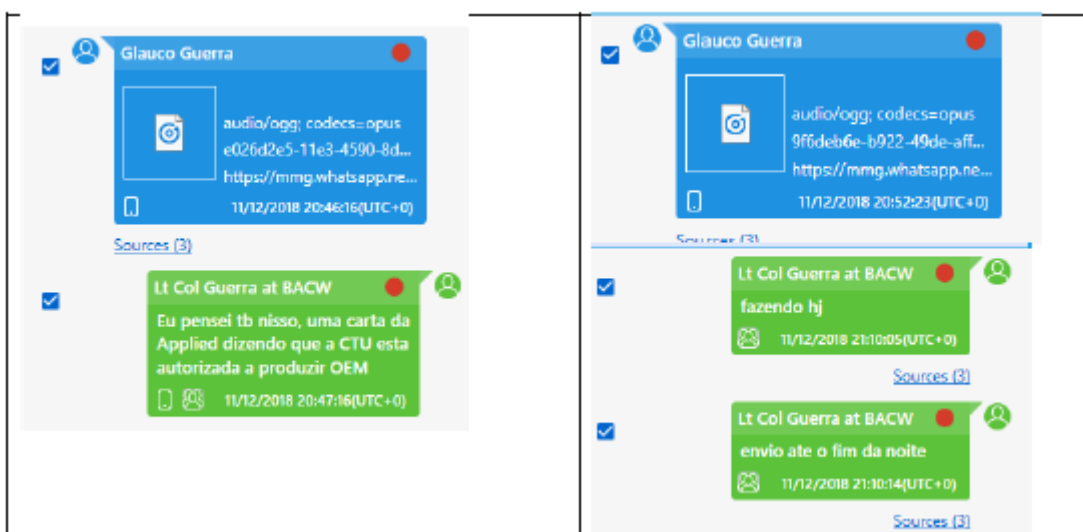 Glauco Guerra
audio/ogg; codecs=opus
e026d2e5-11e3-4590-8d...
https://mmg.whatsapp.ne...
11/12/2018 20:46:16(UTC+0)
Sources (3)
Lt Col Guerra at BACW
Eu pensei tb nisso, uma carta da
Applied dizendo que a CTU esta
autorizada a produzir OEM
11/12/2018 20:47:16(UTC+0)
Glauco Guerra
audio/ogg; codecs=opus
9f6deb6e-b922-49de-aff...
https://mmg.whatsapp.ne...
11/12/2018 20:52:23(UTC+0)
Sources (3)
Lt Col Guerra at BACW
fazendo hj
11/12/2018 21:10:05(UTC+0)
Sources (3)
Lt Col Guerra at BACW
envio ate o fim da noite
11/12/2018 21:10:14(UTC+0)
Sources (3)